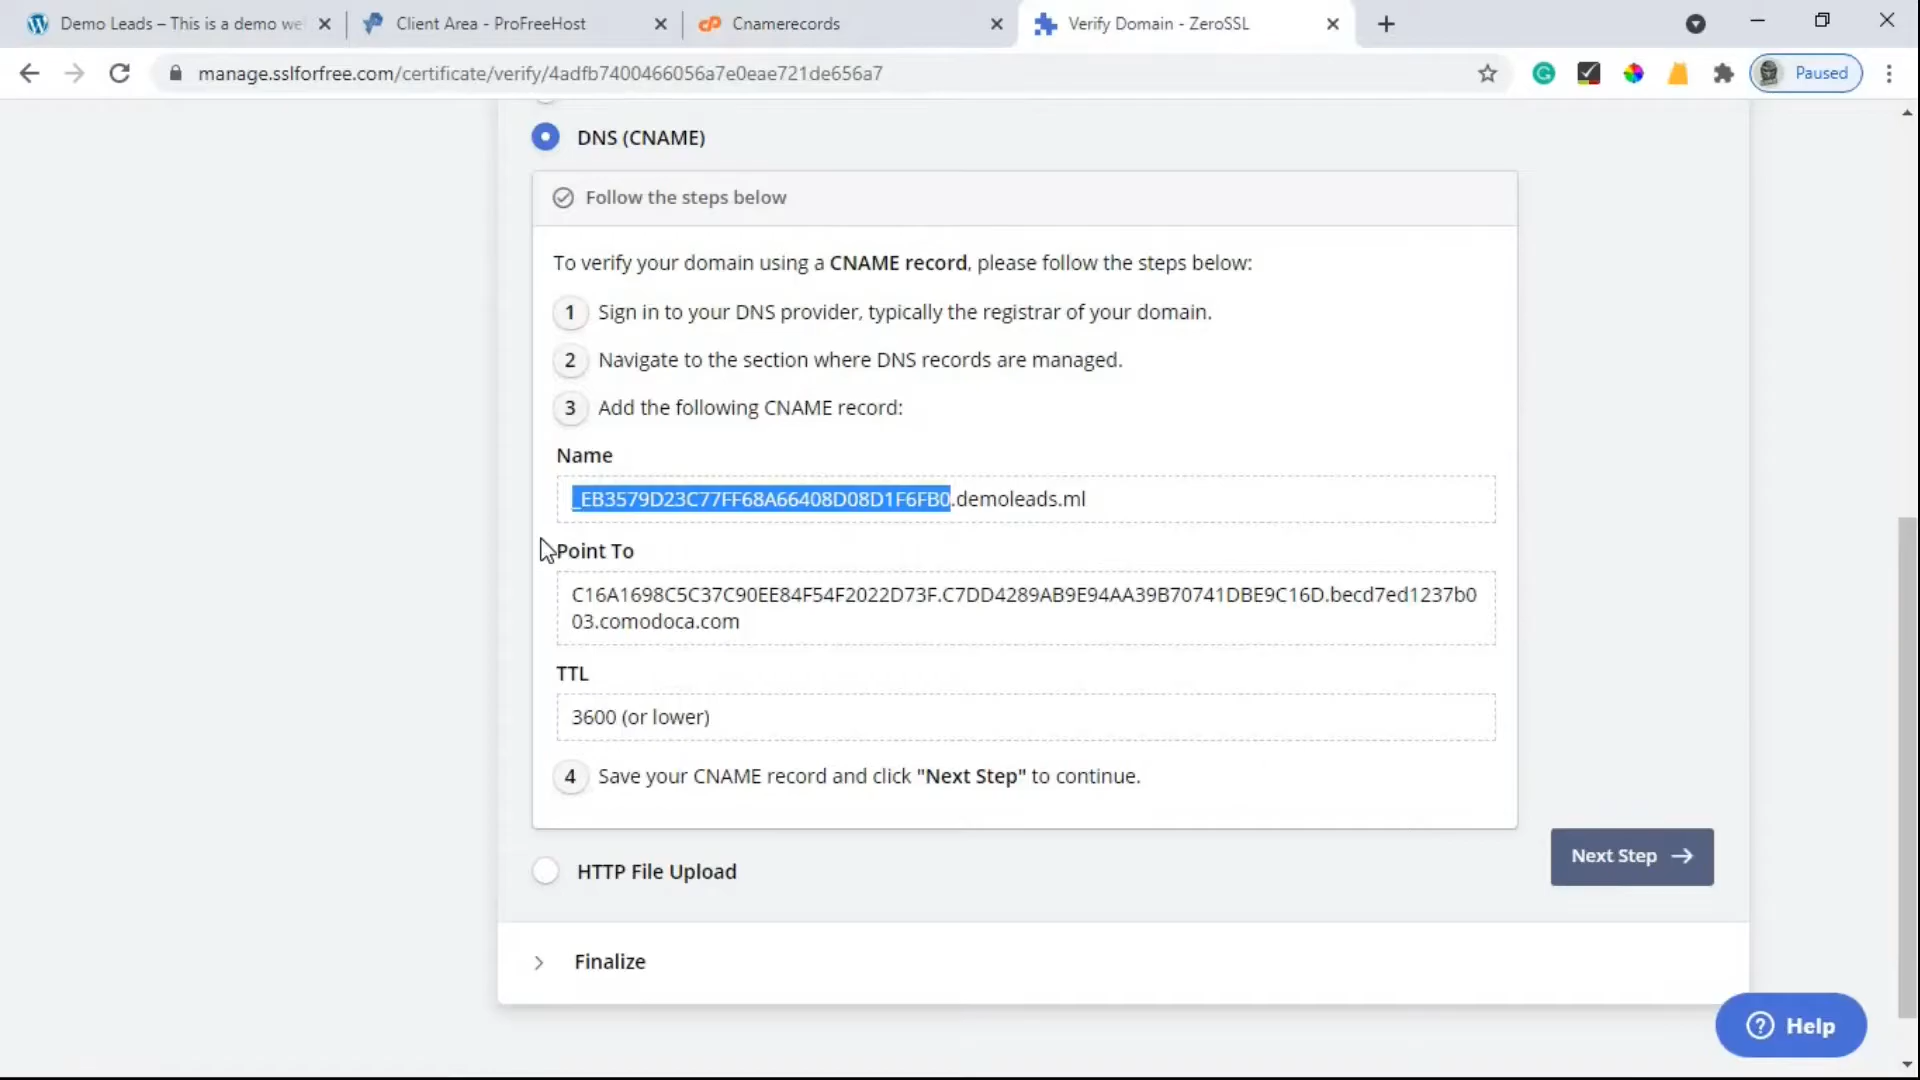 Demo Leads – This is a demo we
Client Area - ProFreeHost
cP Cnamerecords
Verify Domain - ZeroSSL
manage.sslforfree.com/certificate/verify/4adfb7400466056a7e0eae721de656a7
Paused
DNS (CNAME)
Follow the steps below
To verify your domain using a CNAME record, please follow the steps below:
1 Sign in to your DNS provider, typically the registrar of your domain.
2 Navigate to the section where DNS records are managed.
3 Add the following CNAME record:
Name
_EB3579D23C77FF68A66408D08D1F6FB0.demoleads.ml
Point To
C16A1698C5C37C90EE84F54F2022D73F.C7DD4289AB9E94AA39B70741DBE9C16D.becd7ed1237b0
03.comodoca.com
TTL
3600 (or lower)
4 Save your CNAME record and click "Next Step" to continue.
Next Step →
HTTP File Upload
Finalize
? Help